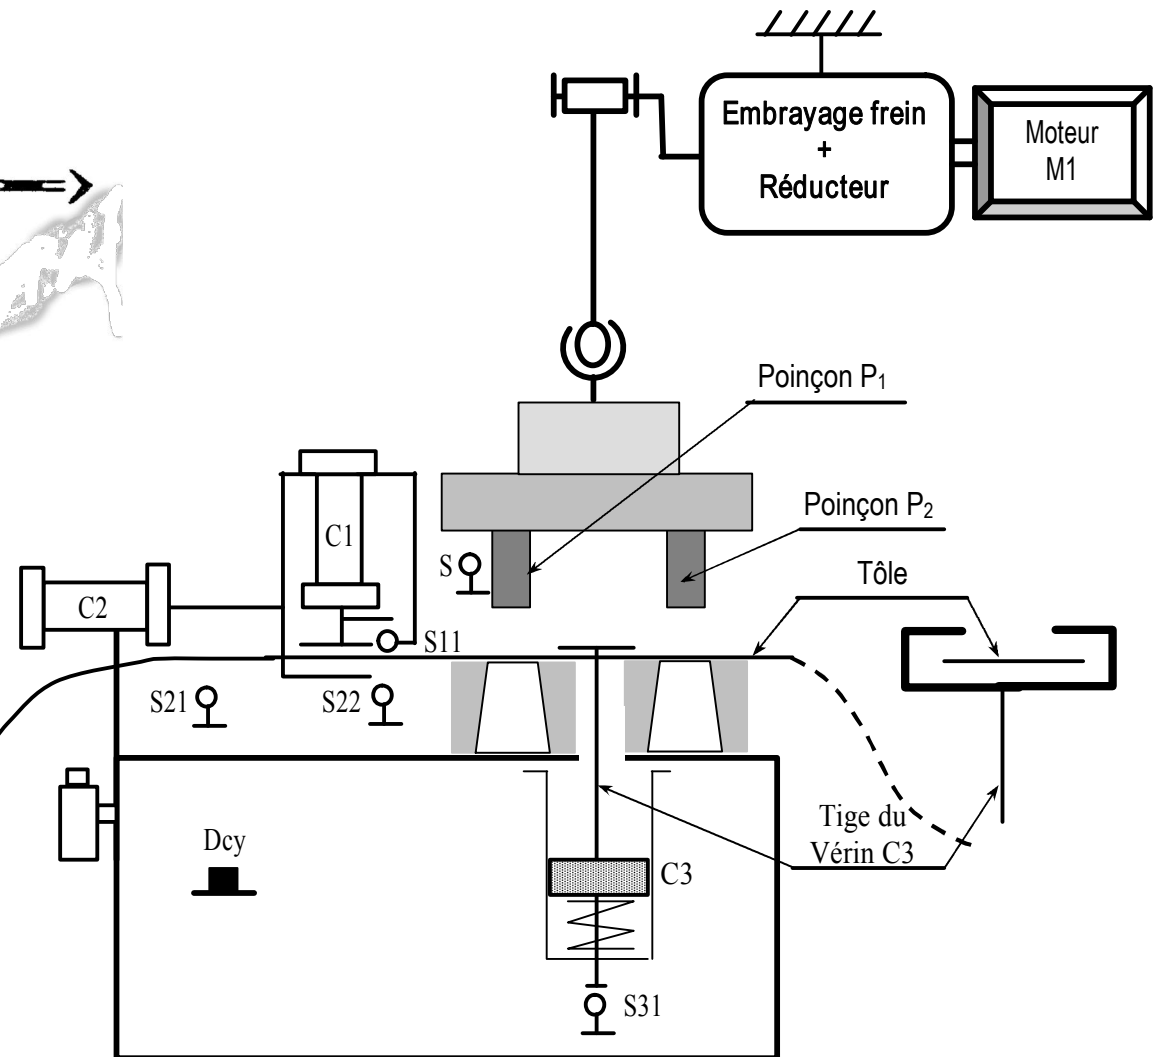 Embrayage frein
+
Réducteur
Moteur
M1
Poinçon P₁
Poinçon P₂
C1
S
Tôle
C2
S11
S21
S22
Tige du
Vérin C3
Dcy
C3
S31